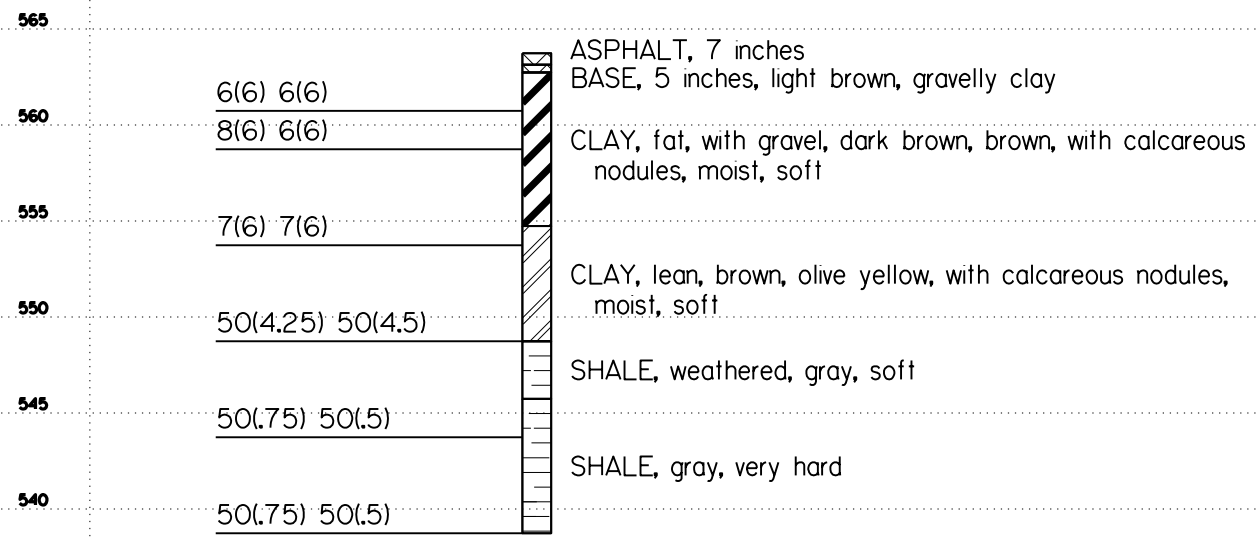 565
ASPHALT, 7 inches
BASE, 5 inches, light brown, gravelly clay
6(6) 6(6)
560
8(6) 6(6)
CLAY, fat, with gravel, dark brown, brown, with calcareous
nodules, moist, soft
555
7(6) 7(6)
CLAY, lean, brown, olive yellow, with calcareous nodules,
moist, soft
550
50(4.25) 50(4.5)
SHALE, weathered, gray, soft
545
50(.75) 50(.5)
SHALE, gray, very hard
540
50(.75) 50(.5)